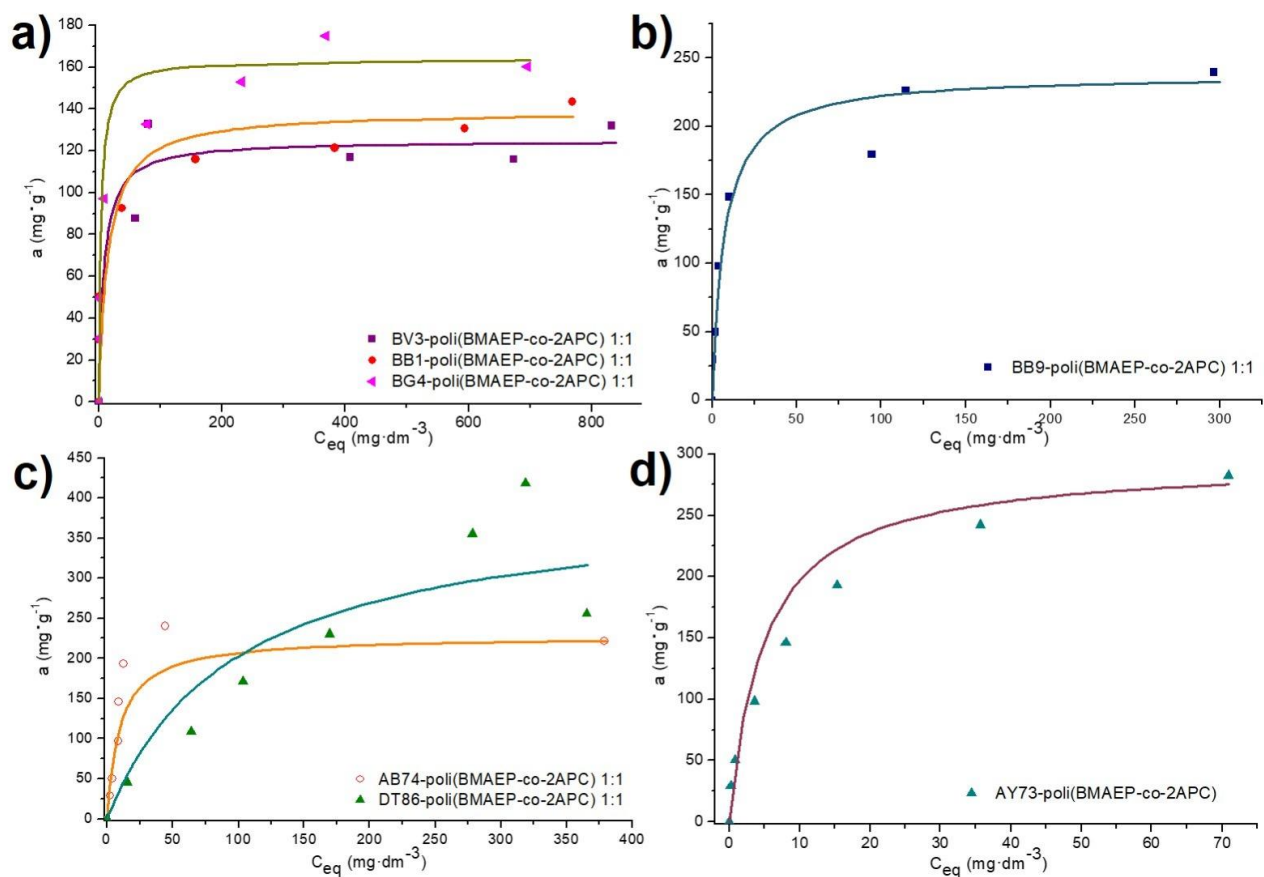 a)
180
160
140
120
100
80
60
40
20
0
a (mg·g⁻¹)
0 200 400 600 800
C_eq (mg·dm⁻³)
BV3-poli(BMAEP-co-2APC) 1:1
BB1-poli(BMAEP-co-2APC) 1:1
BG4-poli(BMAEP-co-2APC) 1:1
b)
250
200
150
100
50
0
a (mg·g⁻¹)
0 50 100 150 200 250 300
C_eq (mg·dm⁻³)
BB9-poli(BMAEP-co-2APC) 1:1
c)
450
400
350
300
250
200
150
100
50
0
a (mg·g⁻¹)
0 50 100 150 200 250 300 350 400
C_eq (mg·dm⁻³)
AB74-poli(BMAEP-co-2APC) 1:1
DT86-poli(BMAEP-co-2APC) 1:1
d)
300
250
200
150
100
50
0
a (mg·g⁻¹)
0 10 20 30 40 50 60 70
C_eq (mg·dm⁻³)
AY73-poli(BMAEP-co-2APC)